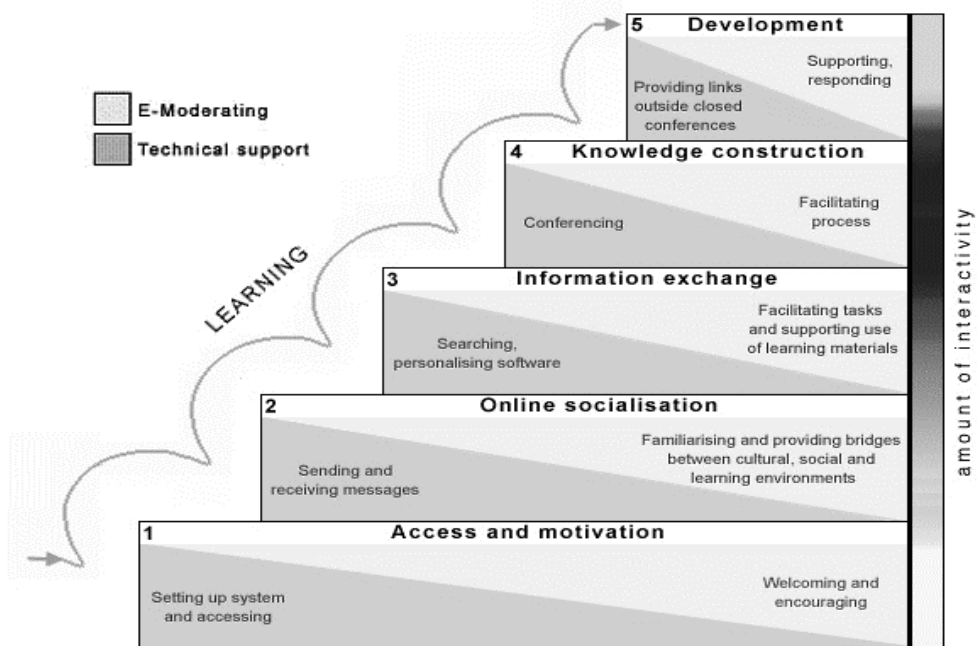 5 Development
Supporting,
responding
Providing links
outside closed
conferences
E-Moderating
Technical support
4 Knowledge construction
Facilitating
process
Conferencing
LEARNING
3 Information exchange
Facilitating tasks
and supporting use
of learning materials
Searching,
personalising software
2 Online socialisation
Familiarising and providing bridges
between cultural, social and
learning environments
Sending and
receiving messages
1 Access and motivation
Welcoming and
encouraging
Setting up system
and accessing
amount of interactivity